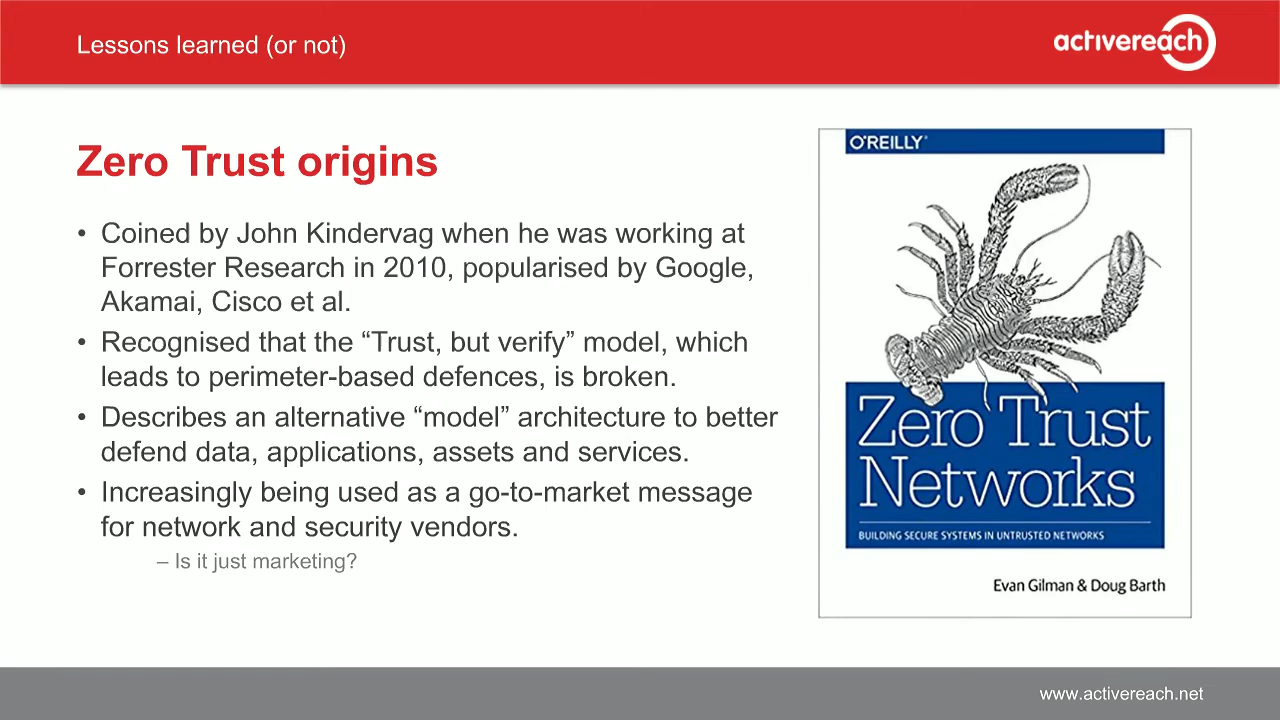 Lessons learned (or not)
activereach
Zero Trust origins
• Coined by John Kindervag when he was working at
Forrester Research in 2010, popularised by Google,
Akamai, Cisco et al.
• Recognised that the “Trust, but verify” model, which
leads to perimeter-based defences, is broken.
• Describes an alternative “model” architecture to better
defend data, applications, assets and services.
• Increasingly being used as a go-to-market message
for network and security vendors.
– Is it just marketing?
O'REILLY®
Zero Trust
Networks
BUILDING SECURE SYSTEMS IN UNTRUSTED NETWORKS
Evan Gilman & Doug Barth
www.activereach.net